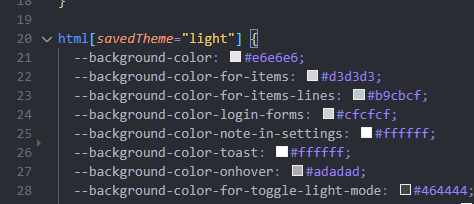 18 }
19
20 html[savedTheme="light"] {
21 --background-color: #e6e6e6;
22 --background-color-for-items: #d3d3d3;
23 --background-color-for-items-lines: #b9cbcf;
24 --background-color-login-forms: #cfcfcf;
25 --background-color-note-in-settings: #ffffff;
26 --background-color-toast: #ffffff;
27 --background-color-onhover: #adadad;
28 --background-color-for-toggle-light-mode: #464444;